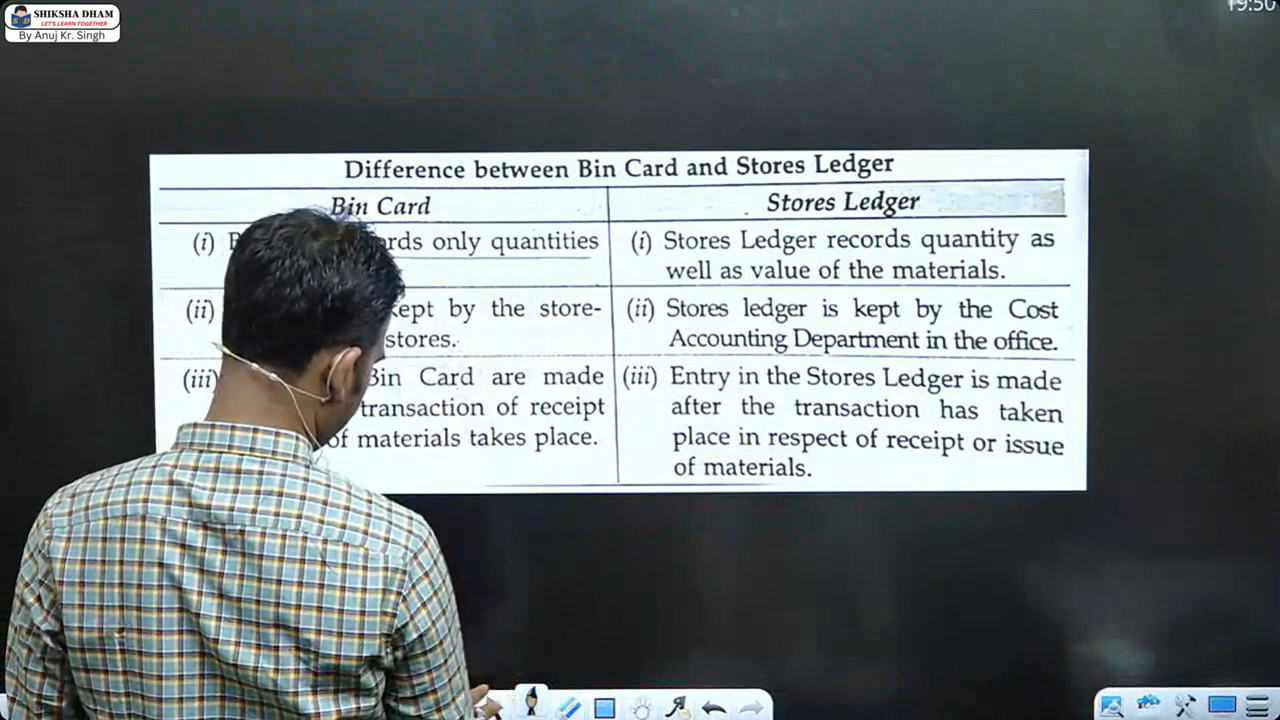 SHIKSHA DHAM
LET'S LEARN TOGETHER
By Anuj Kr. Singh
19:50
Difference between Bin Card and Stores Ledger
Bin Card
Stores Ledger
(i) only quantities
(i) Stores Ledger records quantity as
well as value of the materials.
(ii) kept by the store-
stores.
(ii) Stores ledger is kept by the Cost
Accounting Department in the office.
(iii) Bin Card are made
transaction of receipt
of materials takes place.
(iii) Entry in the Stores Ledger is made
after the transaction has taken
place in respect of receipt or issue
of materials.